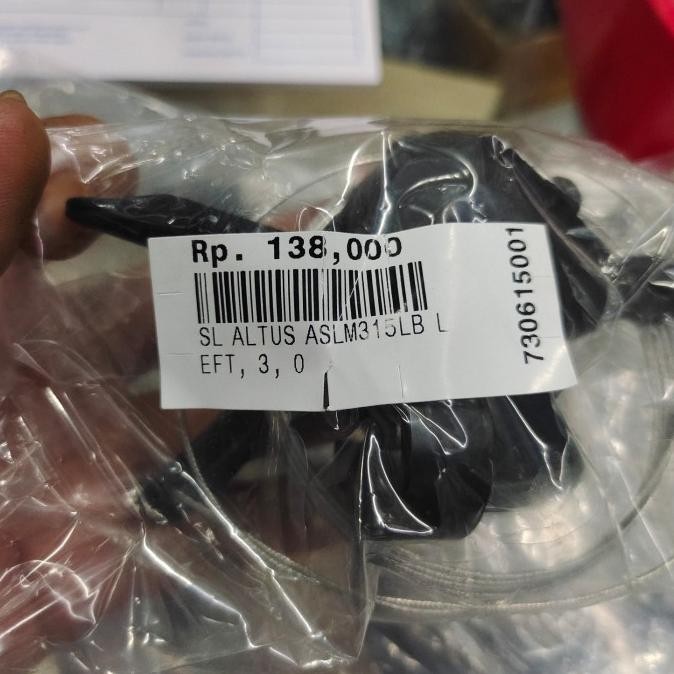 Rp. 138,000
SL ALTUS ASLM315LB L
EFT, 3, 0
730615001